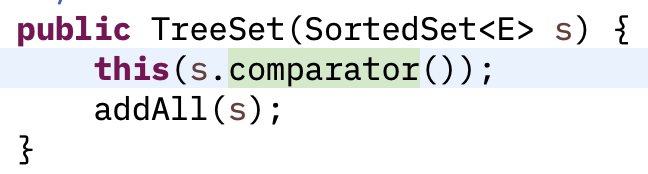 public TreeSet(SortedSet<E> s) {
    this(s.comparator());
    addAll(s);
}